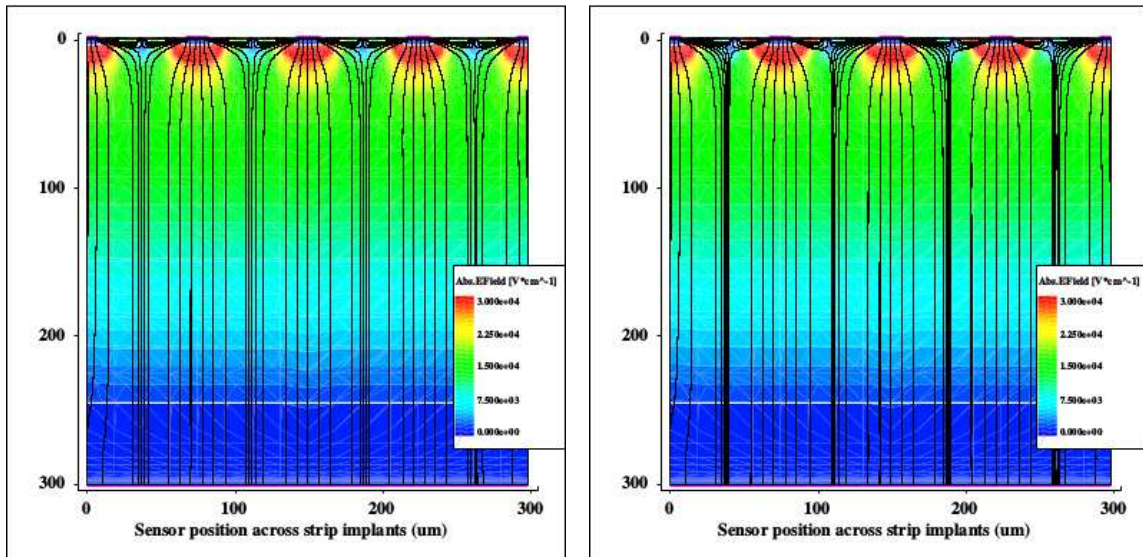 0
100
200
300
0 100 200 300
Sensor position across strip implants (um)
Abs.EField [V*cm^-1]
3.000e+04
2.250e+04
1.500e+04
7.500e+03
0.000e+00
0
100
200
300
0 100 200 300
Sensor position across strip implants (um)
Abs.EField [V*cm^-1]
3.000e+04
2.250e+04
1.500e+04
7.500e+03
0.000e+00